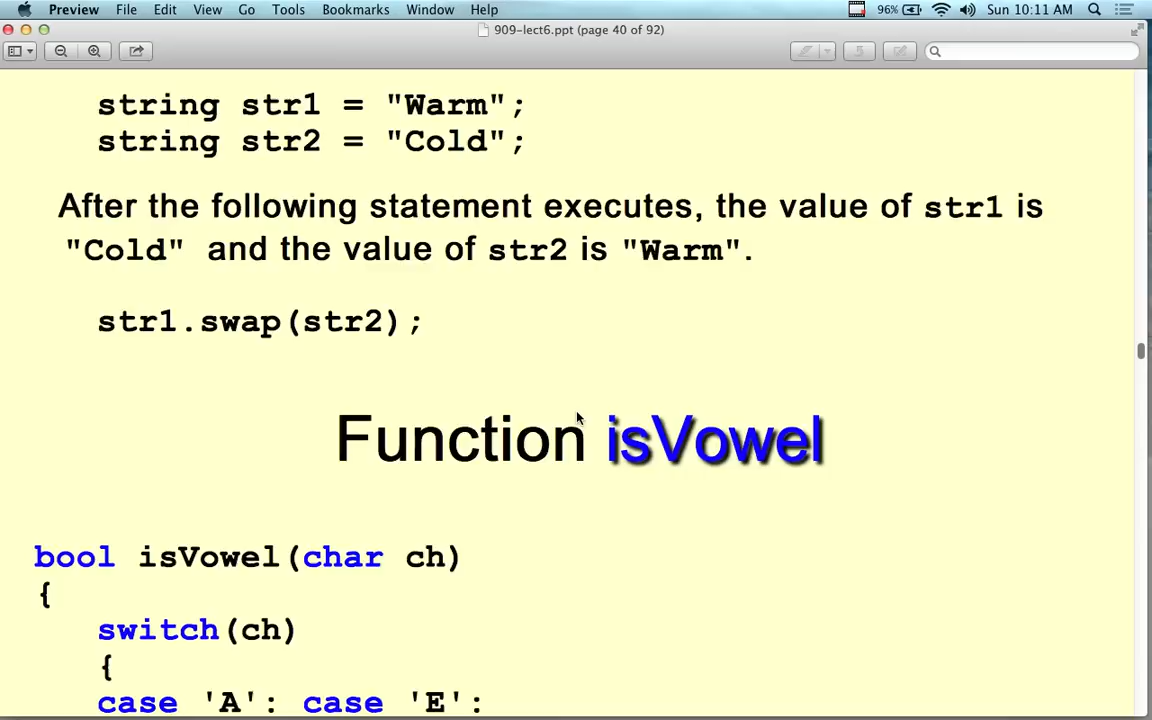 Preview File Edit View Go Tools Bookmarks Window Help 96% Sun 10:11 AM
909-lect6.ppt (page 40 of 92)
string str1 = "Warm";
string str2 = "Cold";
After the following statement executes, the value of str1 is
"Cold" and the value of str2 is "Warm".
str1.swap(str2);
Function isVowel
bool isVowel(char ch)
{
switch(ch)
{
case 'A': case 'E':